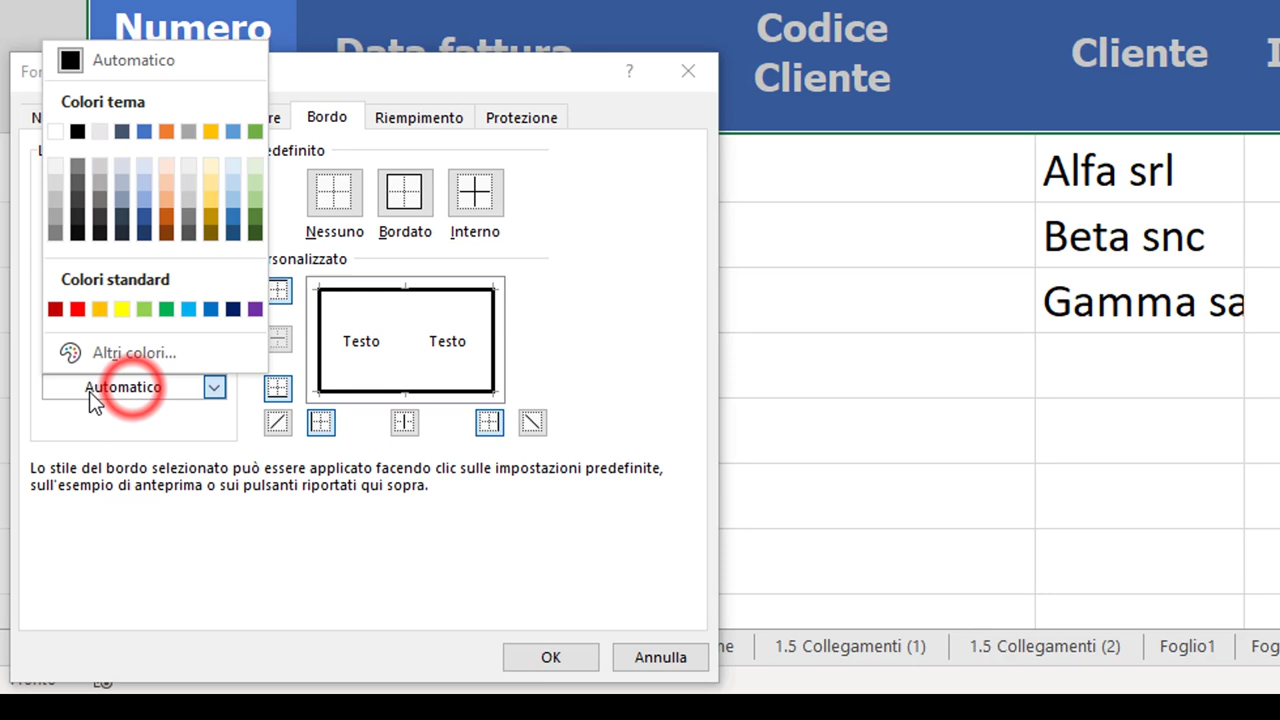 Numero
Data fattura
Codice
Cliente
Cliente
Automatico
Colori tema
Bordo
Riempimento
Protezione
edefinito
Nessuno
Bordato
Interno
Colori standard
rsonalizzato
Altri colori...
Automatico
Testo
Testo
Lo stile del bordo selezionato può essere applicato facendo clic sulle impostazioni predefinite,
sull'esempio di anteprima o sui pulsanti riportati qui sopra.
OK
Annulla
Alfa srl
Beta snc
Gamma sa
1.5 Collegamenti (1)
1.5 Collegamenti (2)
Foglio1
Fog